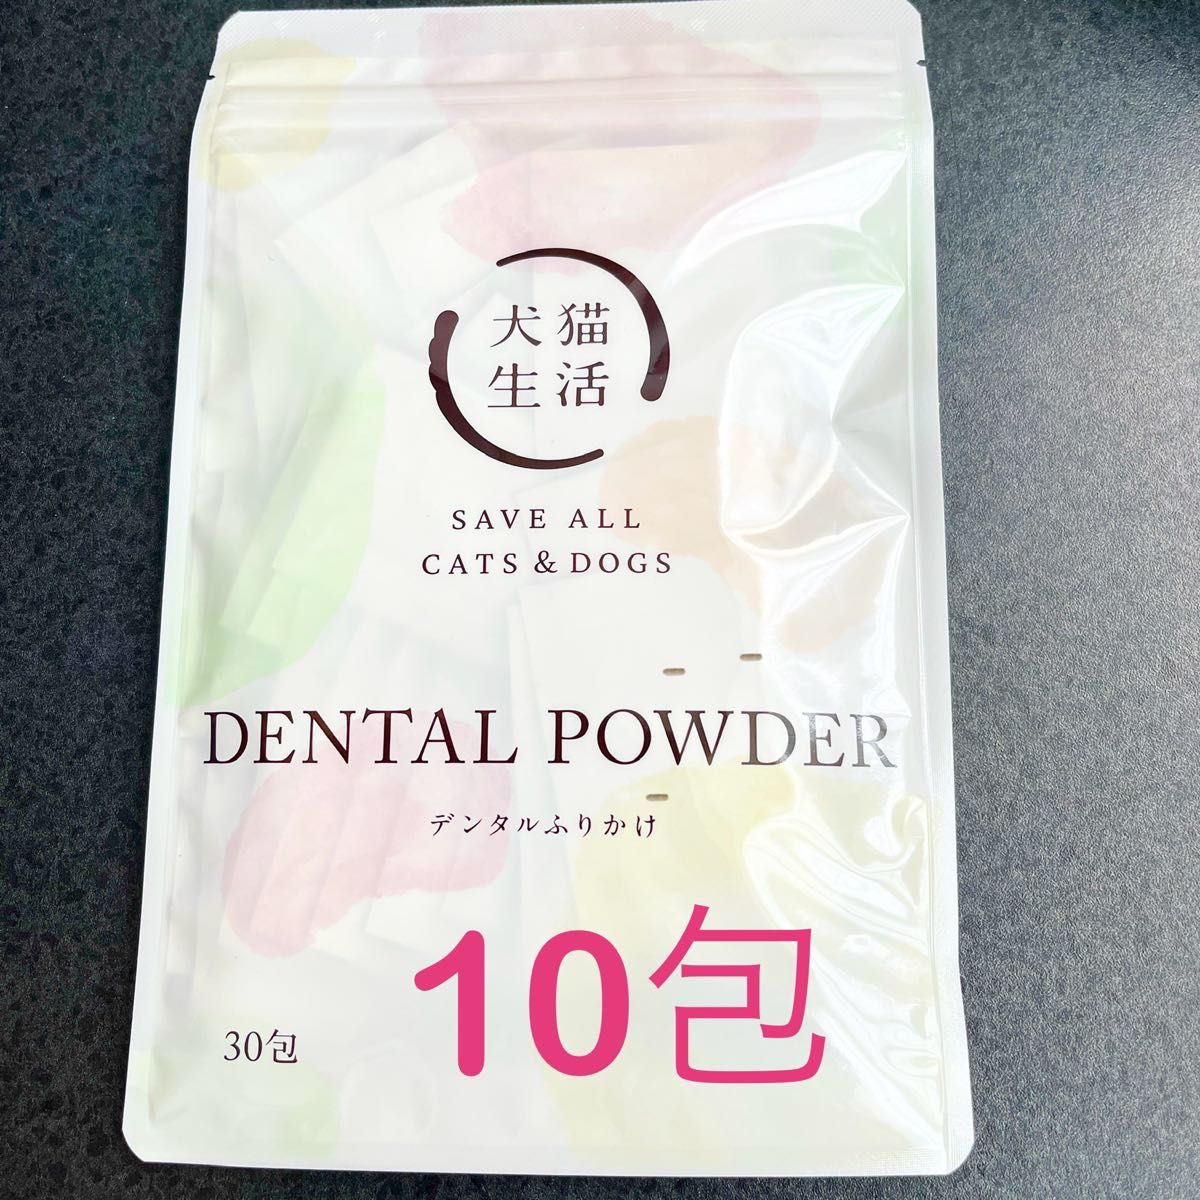 犬猫
生活
SAVE ALL
CATS & DOGS
DENTAL POWDER
デンタルふりかけ
10包
30包